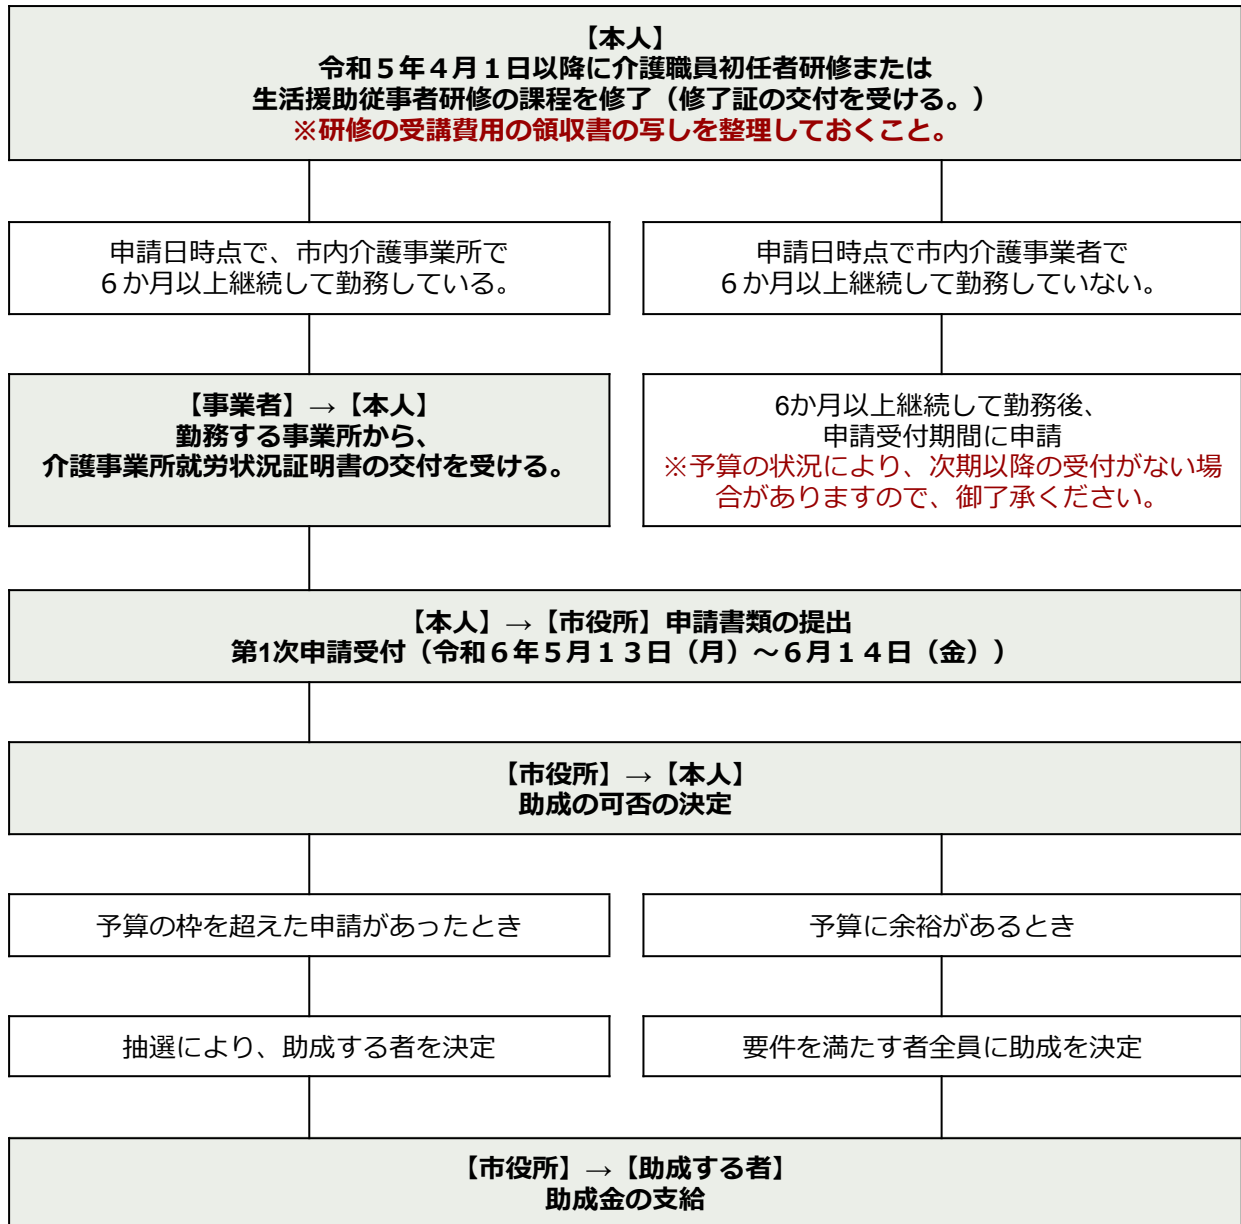 【本人】
令和５年４月１日以降に介護職員初任者研修または
生活援助従事者研修の課程を修了（修了証の交付を受ける。）
※研修の受講費用の領収書の写しを整理しておくこと。
申請日時点で、市内介護事業所で
６か月以上継続して勤務している。
申請日時点で市内介護事業者で
６か月以上継続して勤務していない。
【事業者】→【本人】
勤務する事業所から、
介護事業所就労状況証明書の交付を受ける。
6か月以上継続して勤務後、
申請受付期間に申請
※予算の状況により、次期以降の受付がない場
合がありますので、御了承ください。
【本人】→【市役所】申請書類の提出
第1次申請受付（令和６年５月１３日（月）～６月１４日（金））
【市役所】→【本人】
助成の可否の決定
予算の枠を超えた申請があったとき
予算に余裕があるとき
抽選により、助成する者を決定
要件を満たす者全員に助成を決定
【市役所】→【助成する者】
助成金の支給